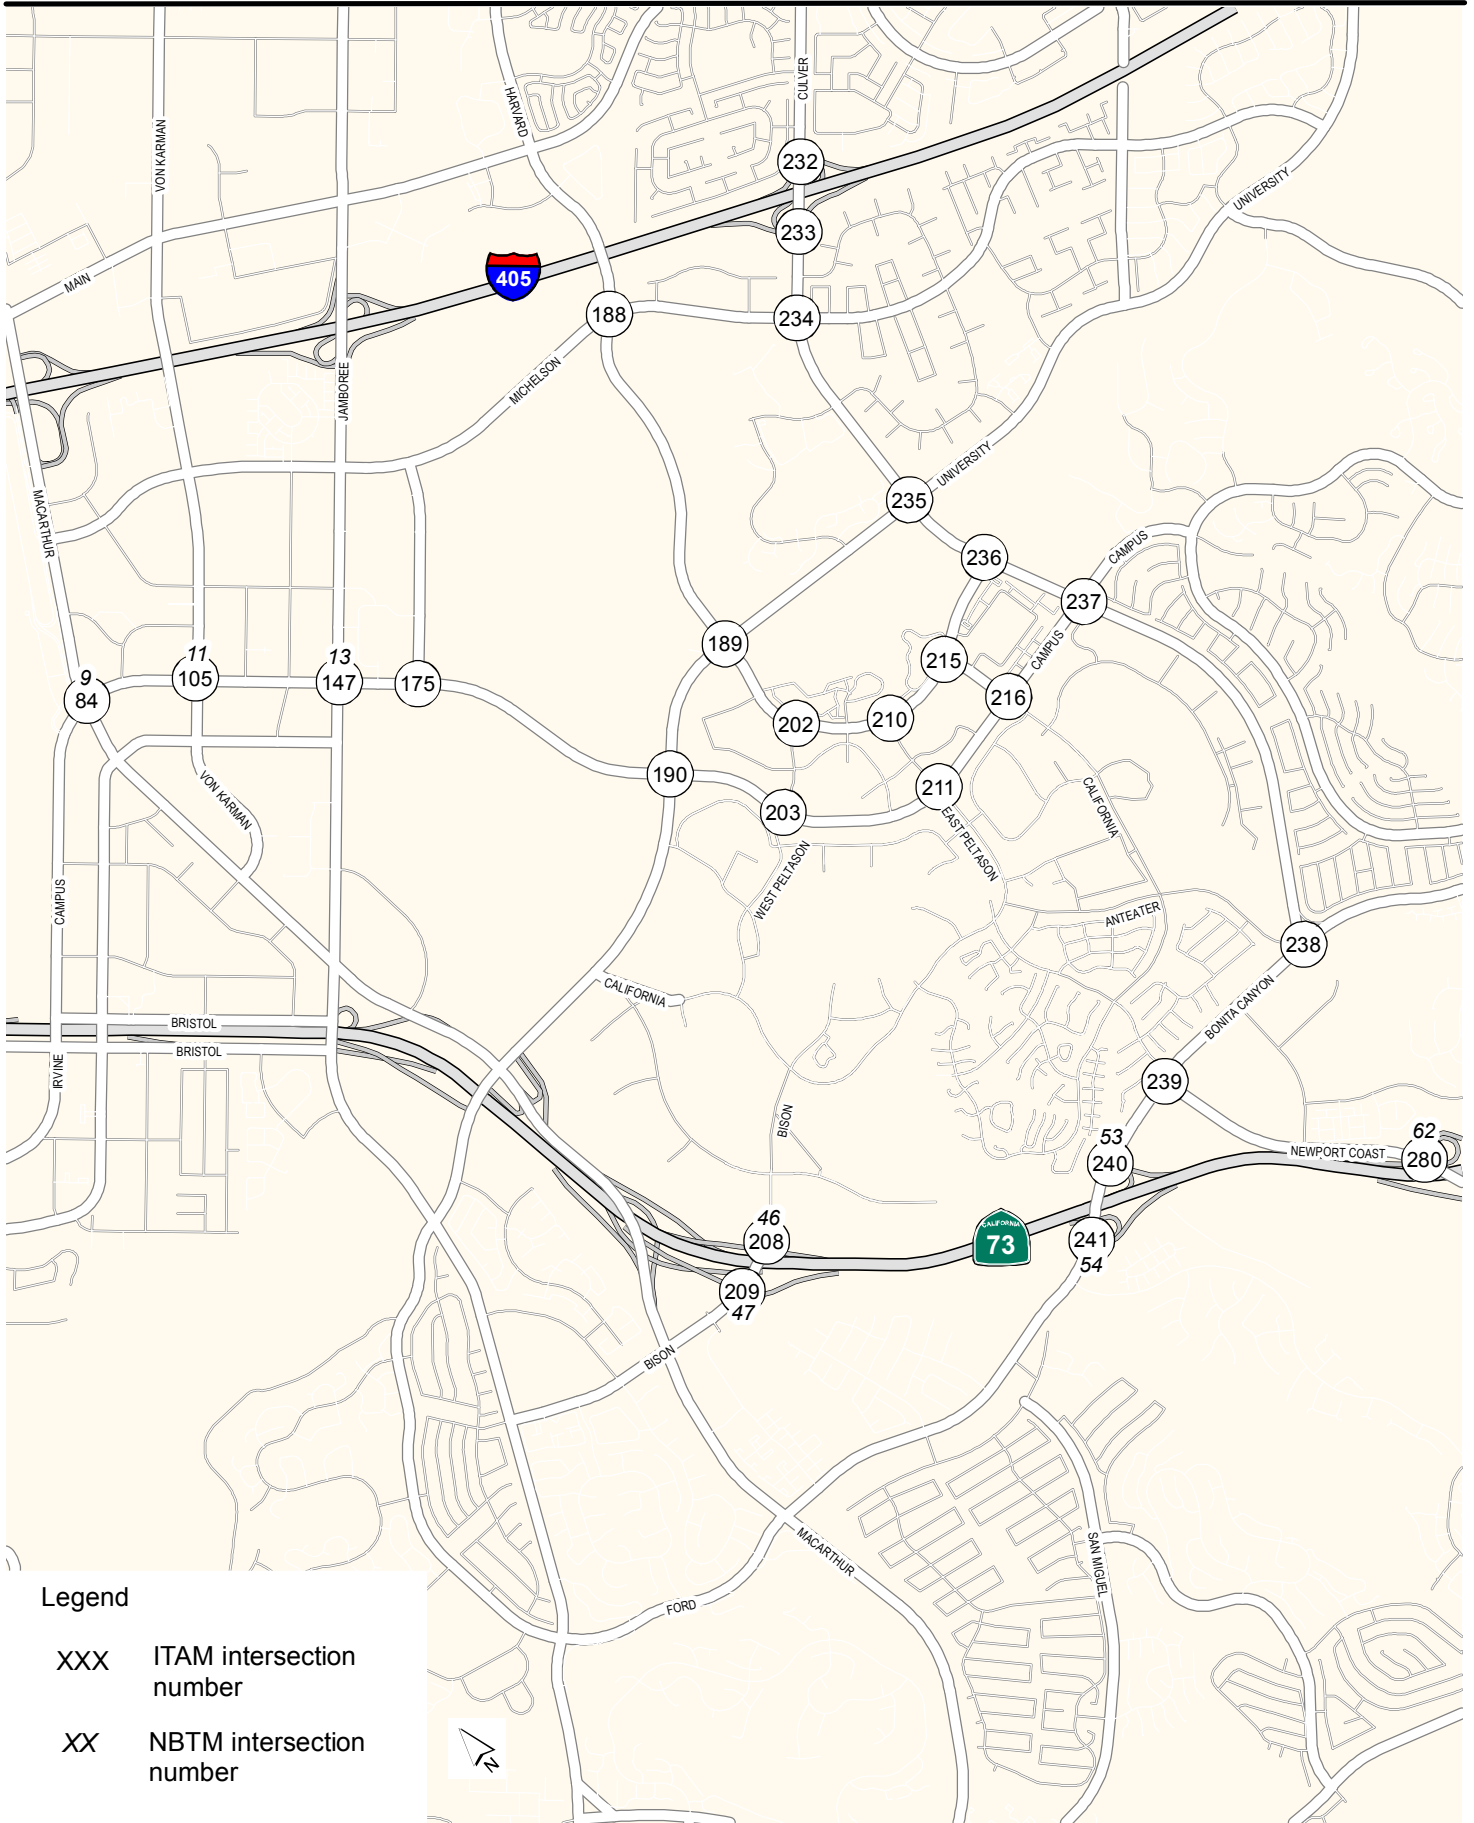 HARVARD
CULVER
VON KARMAN
232
UNIVERSITY
233
MAIN
405
188
234
JAMBOREE
MICHELSON
UNIVERSITY
235
MACARTHUR
CAMPUS
236
237
189
CAMPUS
215
9
84
11
105
13
147
175
216
202
210
190
211
203
VON KARMAN
CALIFORNIA
EAST PELTASON
WEST PELTASON
CAMPUS
ANTEATER
238
CALIFORNIA
BONITA CANYON
BRISTOL
BRISTOL
IRVINE
239
BISON
53
240
62
280
NEWPORT COAST
46
208
CALIFORNIA
73
241
54
209
47
BISON
MACARTHUR
SAN MIGUEL
FORD
Legend
XXX ITAM intersection
number
XX NBTM intersection
number
N